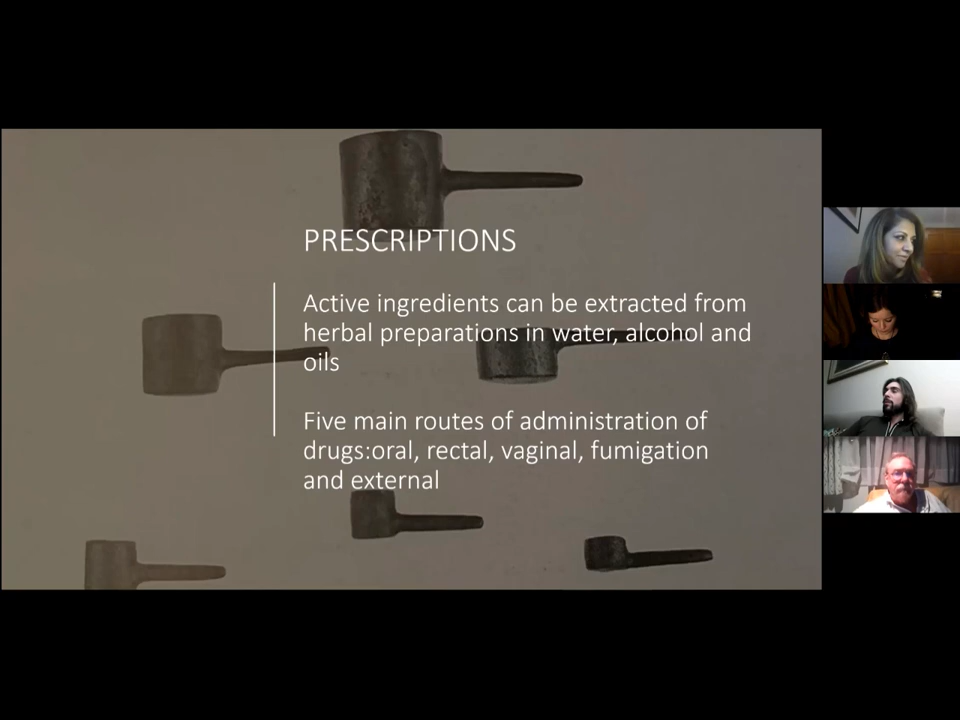 PRESCRIPTIONS
Active ingredients can be extracted from
herbal preparations in water, alcohol and
oils
Five main routes of administration of
drugs:oral, rectal, vaginal, fumigation
and external